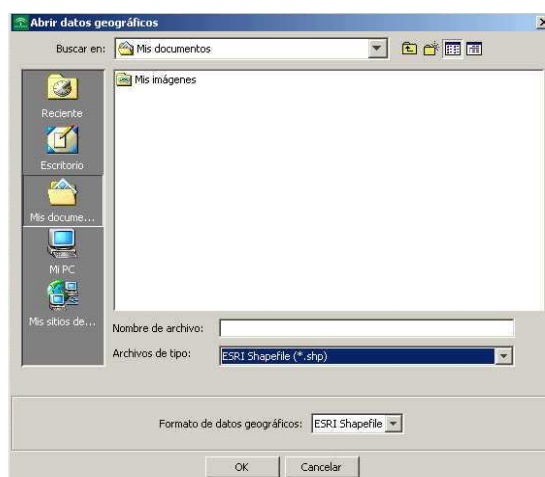 Abrir datos geográficos
Buscar en: Mis documentos
Mis imágenes
Reciente
Escritorio
Mis docume...
Mi PC
Mis sitios de...
Nombre de archivo:
Archivos de tipo: ESRI Shapefile (*.shp)
Formato de datos geográficos: ESRI Shapefile
OK Cancelar